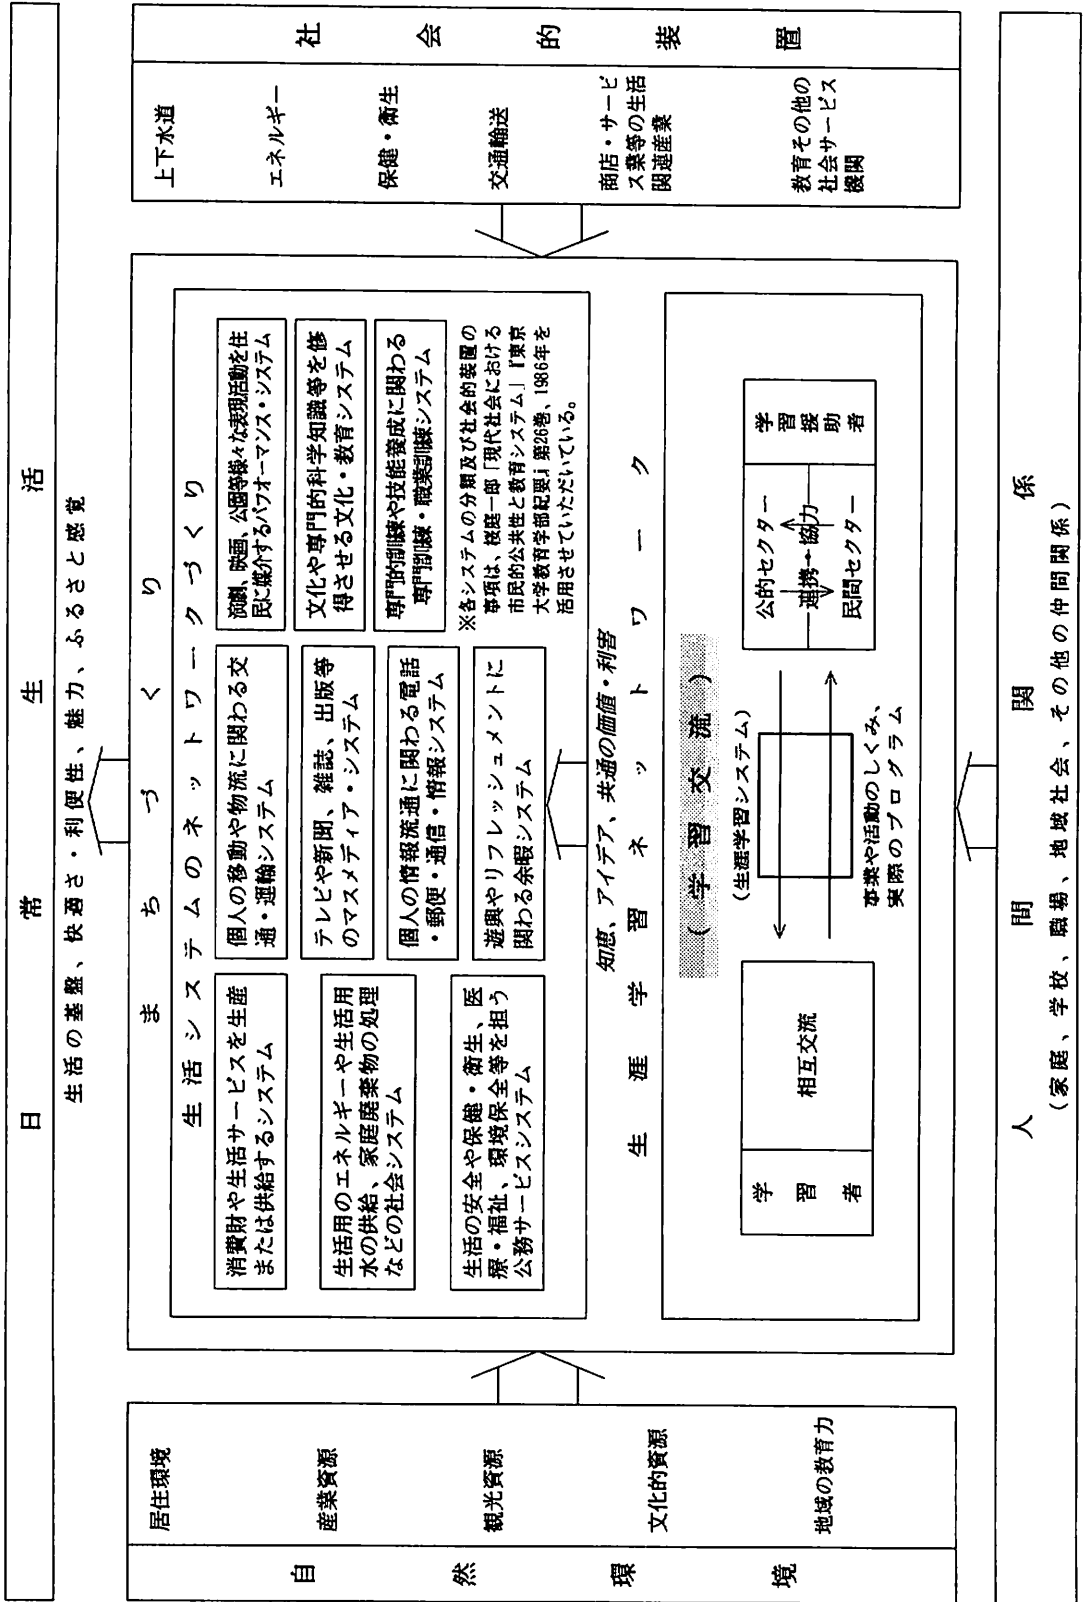 日常生活
生活の基盤、快適さ・利便性、魅力、ふるさと感覚
自然環境
居住環境
産業資源
観光資源
文化的資源
地域の教育力
まちづくり
生活システムのネットワークづくり
消費財や生活サービスを生産
または供給するシステム
生活用のエネルギーや生活用
水の供給、家庭廃棄物の処理
などの社会システム
生活の安全や保健・衛生、医
療・福祉、環境保全等を担う
公務サービスシステム
個人の移動や物流に関わる交
通・運輸システム
テレビや新聞、雑誌、出版等
のマスメディア・システム
個人の情報流通に関わる電話
・郵便・通信・情報システム
遊興やリフレッシュメントに
関わる余暇システム
演劇、映画、公園等様々な表現活動を住
民に媒介するパフォーマンス・システム
文化や専門的科学知識等を修
得させる文化・教育システム
専門的訓練や技能養成に関わる
専門訓練・職業訓練システム
※各システムの分類及び社会的装置の
事項は、桜庭一郎「現代社会における
市民的公共性と教育システム」『東京
大学教育学部紀要』第26巻、1986年を
活用させていただいている。
知恵、アイデア、共通の価値・利害
生涯学習ネットワーク
(学習交流)
(生涯学習システム)
学習者
相互交流
事業や活動のしくみ、
実際のプログラム
公的セクター
連携・協力
民間セクター
学習援助者
社会的装置
上下水道
エネルギー
保健・衛生
交通輸送
商店・サービ
ス業等の生活
関連産業
教育その他の
社会サービス
機関
人間関係
(家庭、学校、職場、地域社会、その他の仲間関係)